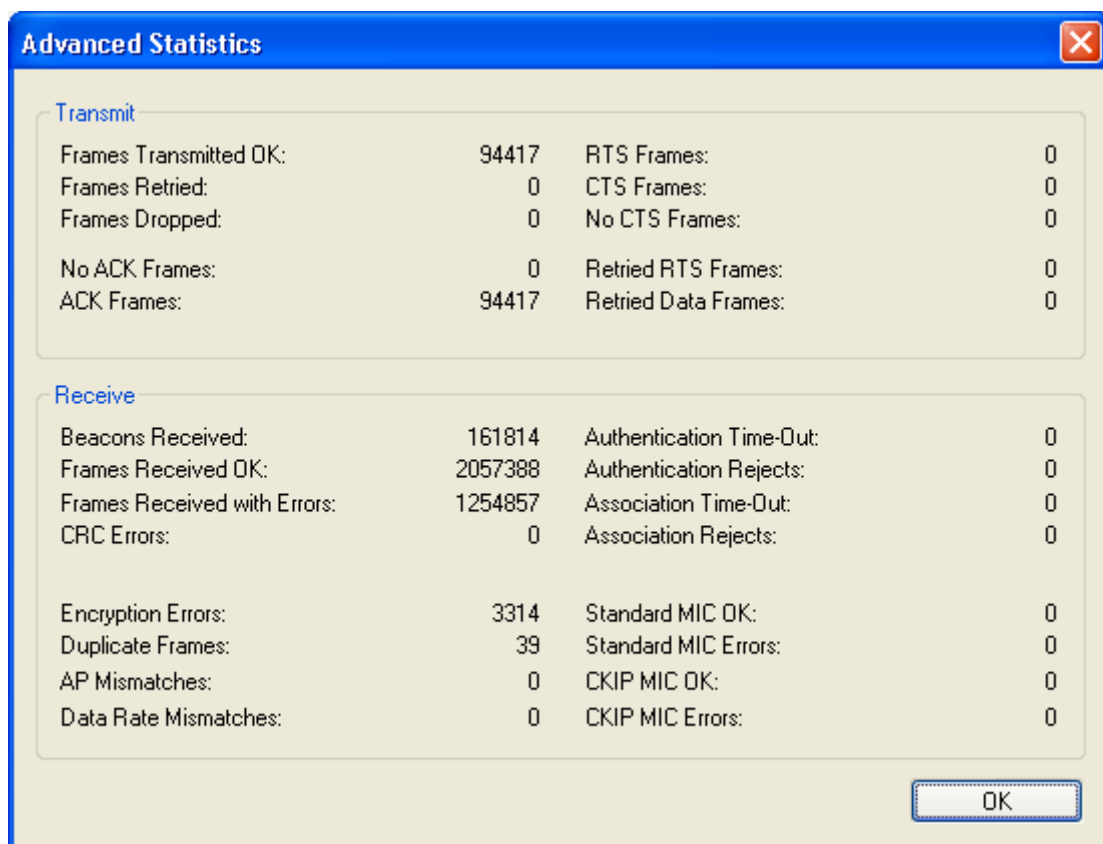 Advanced Statistics
Transmit
Frames Transmitted OK: 94417 RTS Frames: 0
Frames Retried: 0 CTS Frames: 0
Frames Dropped: 0 No CTS Frames: 0
No ACK Frames: 0 Retried RTS Frames: 0
ACK Frames: 94417 Retried Data Frames: 0
Receive
Beacons Received: 161814 Authentication Time-Out: 0
Frames Received OK: 2057388 Authentication Rejects: 0
Frames Received with Errors: 1254857 Association Time-Out: 0
CRC Errors: 0 Association Rejects: 0
Encryption Errors: 3314 Standard MIC OK: 0
Duplicate Frames: 39 Standard MIC Errors: 0
AP Mismatches: 0 CKIP MIC OK: 0
Data Rate Mismatches: 0 CKIP MIC Errors: 0
OK